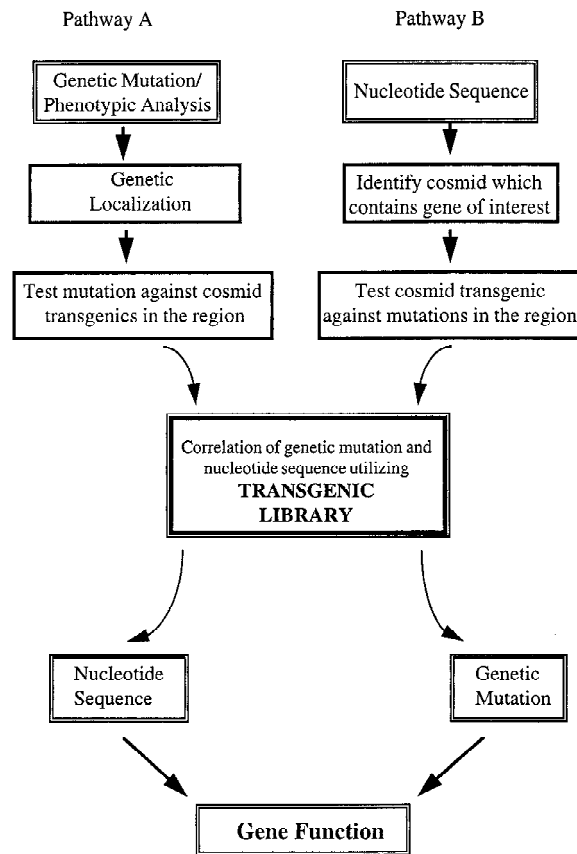 Pathway A
Pathway B
Genetic Mutation/
Phenotypic Analysis
Nucleotide Sequence
Genetic
Localization
Identify cosmid which
contains gene of interest
Test mutation against cosmid
transgenics in the region
Test cosmid transgenic
against mutations in the region
Correlation of genetic mutation and
nucleotide sequence utilizing
TRANSGENIC
LIBRARY
Nucleotide
Sequence
Genetic
Mutation
Gene Function